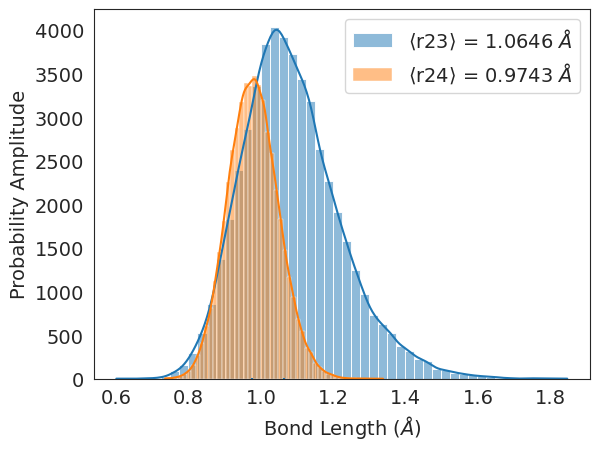 ⟨r23⟩ = 1.0646 Å
⟨r24⟩ = 0.9743 Å
Probability Amplitude
4000
3500
3000
2500
2000
1500
1000
500
0
0.6 0.8 1.0 1.2 1.4 1.6 1.8
Bond Length (Å)